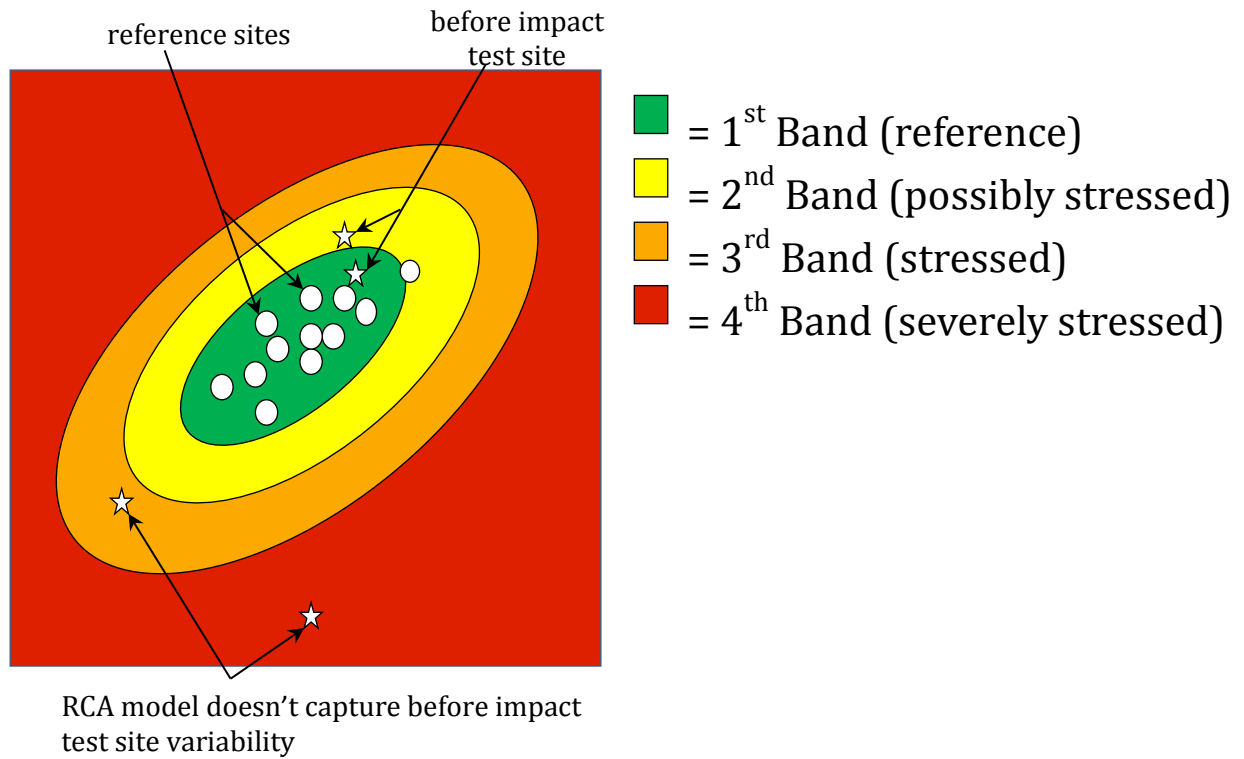 reference sites
before impact
test site
= 1st Band (reference)
= 2nd Band (possibly stressed)
= 3rd Band (stressed)
= 4th Band (severely stressed)
RCA model doesn’t capture before impact
test site variability